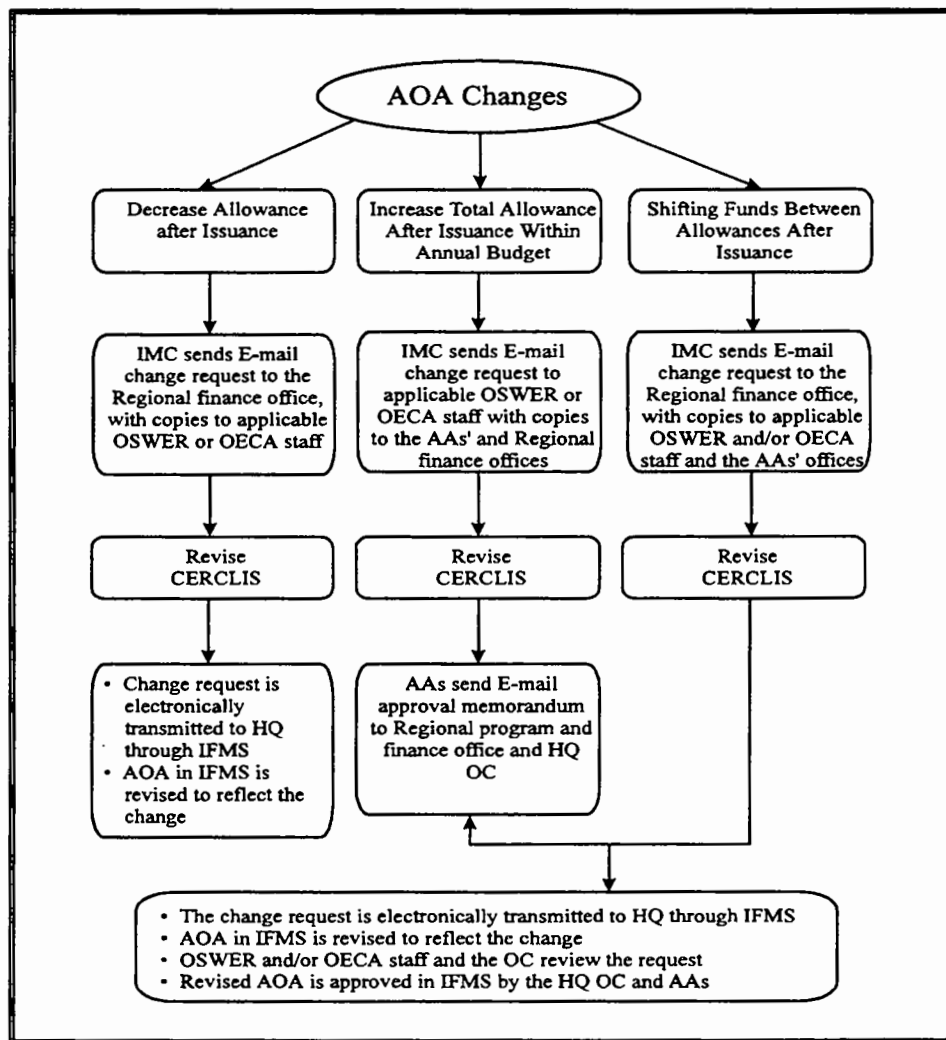 AOA Changes
Decrease Allowance
after Issuance
Increase Total Allowance
After Issuance Within
Annual Budget
Shifting Funds Between
Allowances After
Issuance
IMC sends E-mail
change request to the
Regional finance office,
with copies to applicable
OSWER or OECA staff
IMC sends E-mail
change request to
applicable OSWER or
OECA staff with copies
to the AAs' and Regional
finance offices
IMC sends E-mail
change request to the
Regional finance office,
with copies to applicable
OSWER and/or OECA
staff and the AAs' offices
Revise
CERCLIS
Revise
CERCLIS
Revise
CERCLIS
• Change request is
electronically
transmitted to HQ
through IFMS
• AOA in IFMS is
revised to reflect the
change
AAs send E-mail
approval memorandum
to Regional program and
finance office and HQ
OC
• The change request is electronically transmitted to HQ through IFMS
• AOA in IFMS is revised to reflect the change
• OSWER and/or OECA staff and the OC review the request
• Revised AOA is approved in IFMS by the HQ OC and AAs